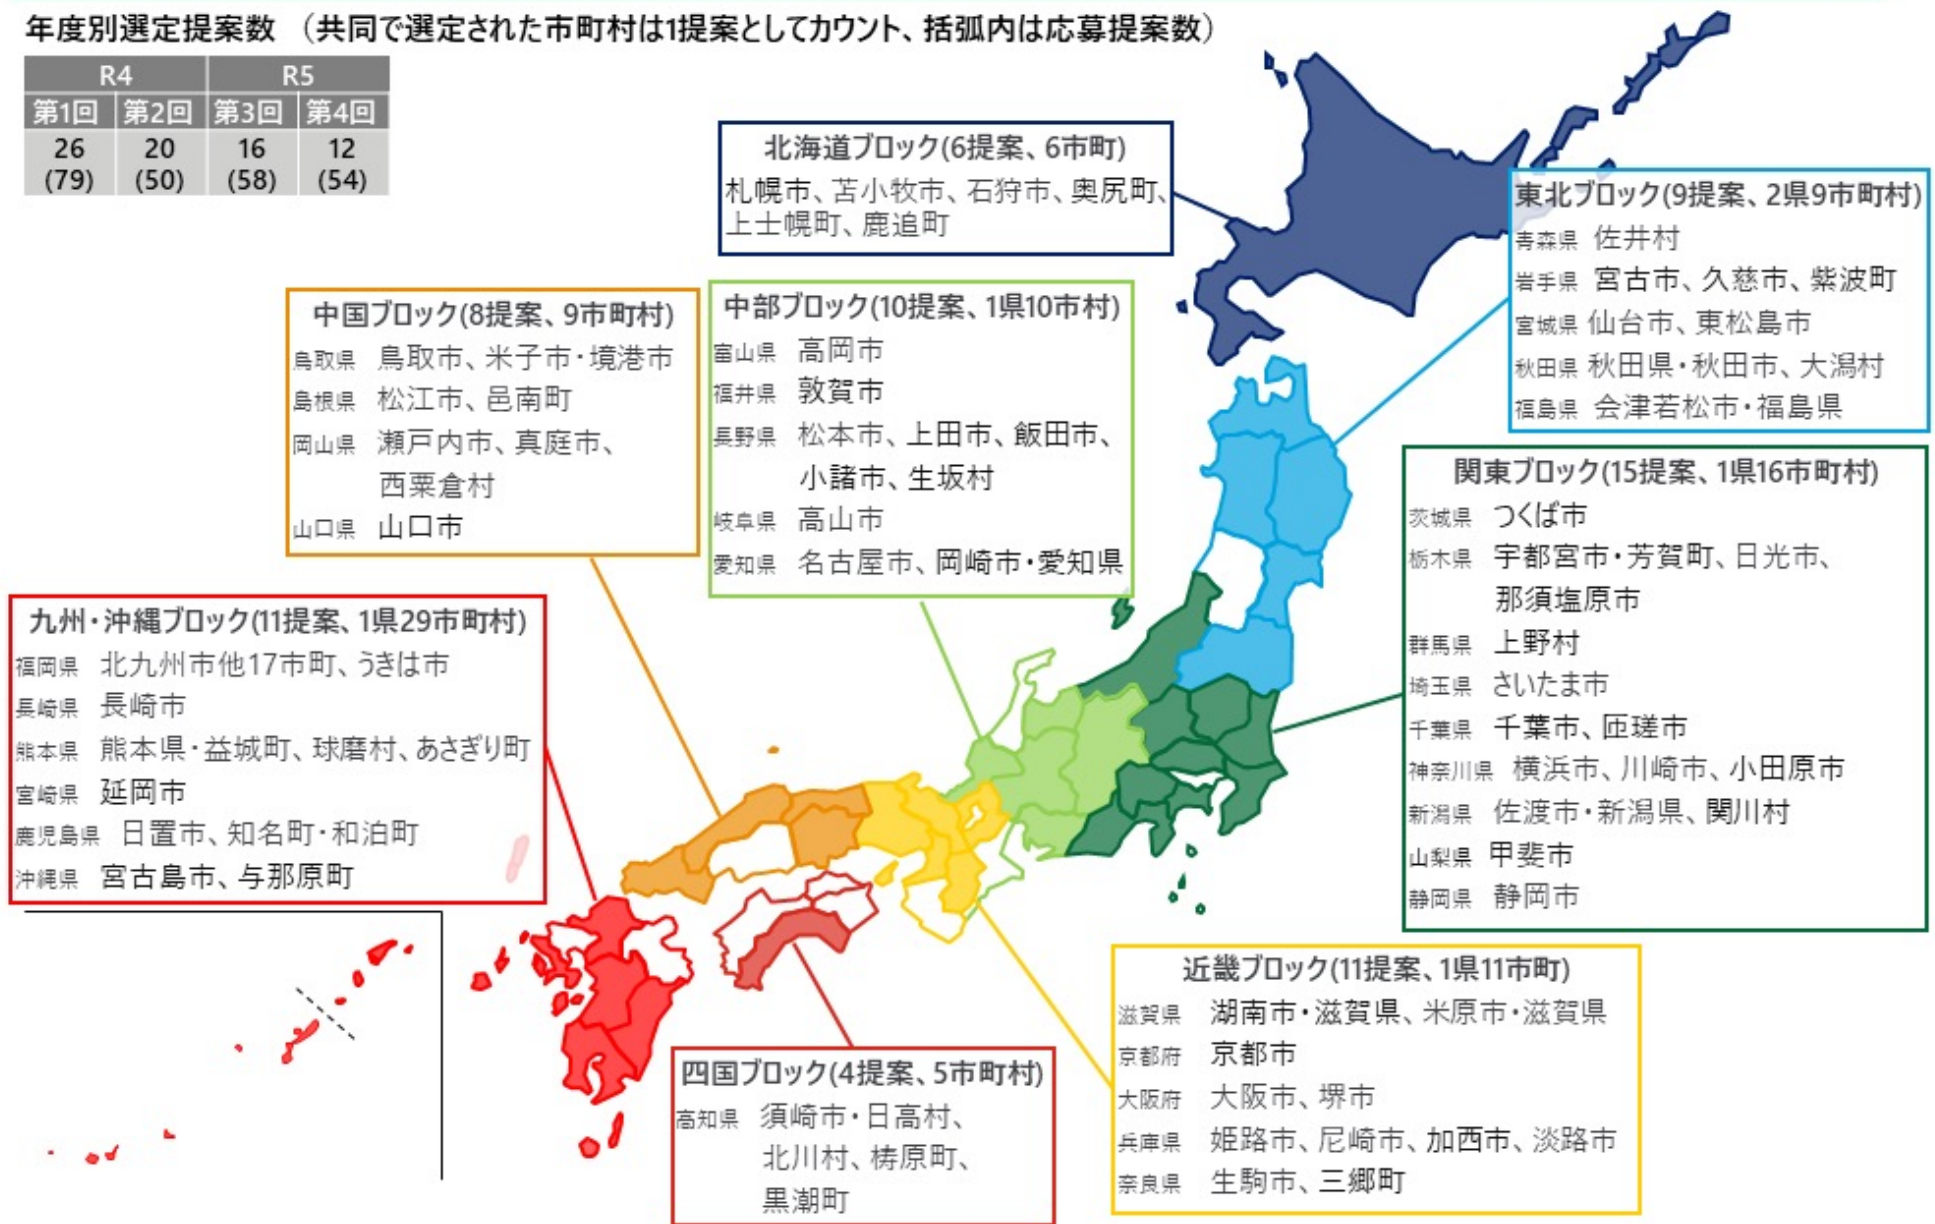 年度別選定提案数 （共同で選定された市町村は1提案としてカウント、括弧内は応募提案数）
R4 R5
第1回 第2回 第3回 第4回
26 20 16 12
(79) (50) (58) (54)
北海道ブロック(6提案、6市町)
札幌市、苫小牧市、石狩市、奥尻町、
上士幌町、鹿追町
東北ブロック(9提案、2県9市町村)
青森県 佐井村
岩手県 宮古市、久慈市、紫波町
宮城県 仙台市、東松島市
秋田県 秋田県・秋田市、大潟村
福島県 会津若松市・福島県
中国ブロック(8提案、9市町村)
鳥取県 鳥取市、米子市・境港市
島根県 松江市、邑南町
岡山県 瀬戸内市、真庭市、
西粟倉村
山口県 山口市
中部ブロック(10提案、1県10市村)
富山県 高岡市
福井県 敦賀市
長野県 松本市、上田市、飯田市、
小諸市、生坂村
岐阜県 高山市
愛知県 名古屋市、岡崎市・愛知県
関東ブロック(15提案、1県16市町村)
茨城県 つくば市
栃木県 宇都宮市・芳賀町、日光市、
那須塩原市
群馬県 上野村
埼玉県 さいたま市
千葉県 千葉市、匝瑳市
神奈川県 横浜市、川崎市、小田原市
新潟県 佐渡市・新潟県、関川村
山梨県 甲斐市
静岡県 静岡市
九州・沖縄ブロック(11提案、1県29市町村)
福岡県 北九州市他17市町、うきは市
長崎県 長崎市
熊本県 熊本県・益城町、球磨村、あさぎり町
宮崎県 延岡市
鹿児島県 日置市、知名町・和泊町
沖縄県 宮古島市、与那原町
近畿ブロック(11提案、1県11市町)
滋賀県 湖南市・滋賀県、米原市・滋賀県
京都府 京都市
大阪府 大阪市、堺市
兵庫県 姫路市、尼崎市、加西市、淡路市
奈良県 生駒市、三郷町
四国ブロック(4提案、5市町村)
高知県 須崎市・日高村、
北川村、梼原町、
黒潮町